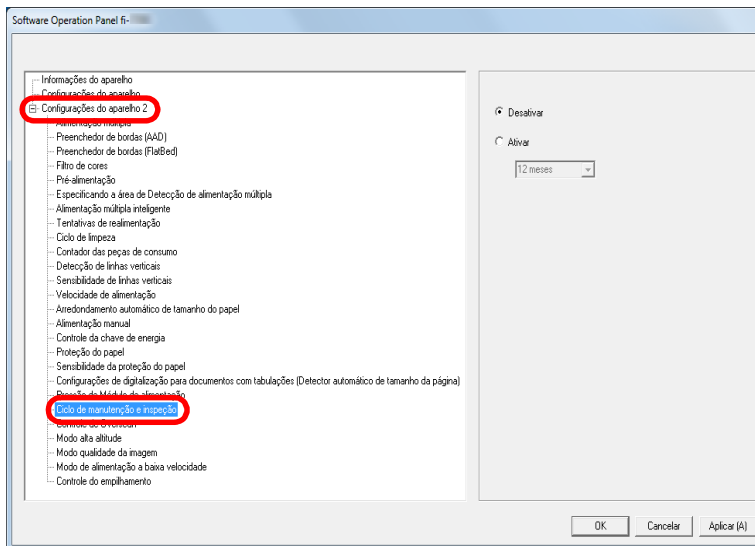 Software Operation Panel fi-
Informações do aparelho
Configurações do aparelho
Configurações do aparelho 2
Alimentação múltipla
Preenchedor de bordas (AAD)
Preenchedor de bordas (FlatBed)
Filtro de cores
Pré-alimentação
Especificando a área de Detecção de alimentação múltipla
Alimentação múltipla inteligente
Tentativas de realimentação
Ciclo de limpeza
Contador das peças de consumo
Detecção de linhas verticais
Sensibilidade de linhas verticais
Velocidade de alimentação
Arredondamento automático de tamanho do papel
Alimentação manual
Controle da chave de energia
Proteção do papel
Sensibilidade da proteção do papel
Configurações de digitalização para documentos com tabulações (Detector automático de tamanho da página)
Pressão do Módulo de alimentação
Ciclo de manutenção e inspeção
Controle do Overscan
Modo alta altitude
Modo qualidade da imagem
Modo de alimentação a baixa velocidade
Controle do empilhamento
Desativar
Ativar
12 meses
OK
Cancelar
Aplicar (A)